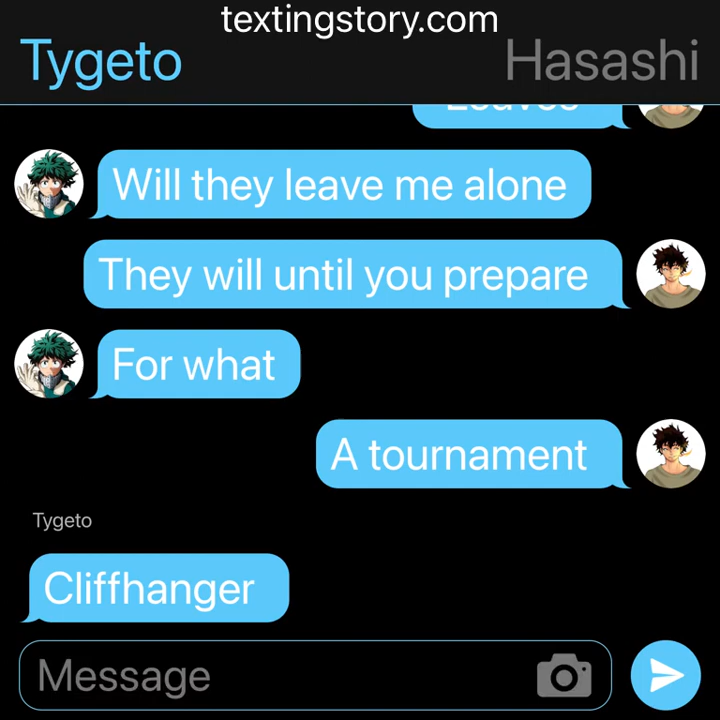 textingstory.com
Tygeto Hasashi
Will they leave me alone
They will until you prepare
For what
A tournament
Tygeto
Cliffhanger
Message